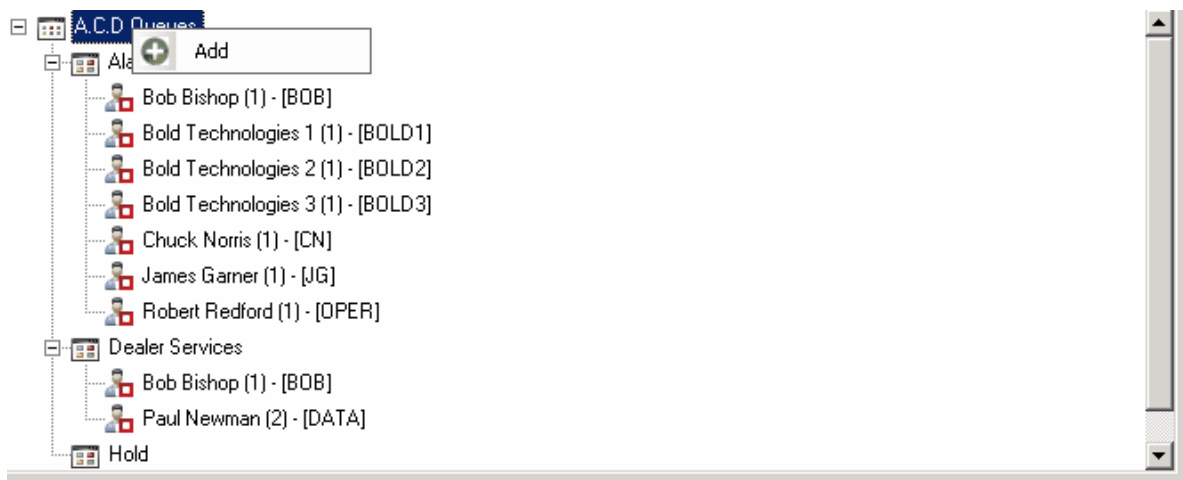 A.C.D Queues
Add
Bob Bishop (1) - [BOB]
Bold Technologies 1 (1) - [BOLD1]
Bold Technologies 2 (1) - [BOLD2]
Bold Technologies 3 (1) - [BOLD3]
Chuck Norris (1) - [CN]
James Garner (1) - [JG]
Robert Redford (1) - [OPER]
Dealer Services
Bob Bishop (1) - [BOB]
Paul Newman (2) - [DATA]
Hold